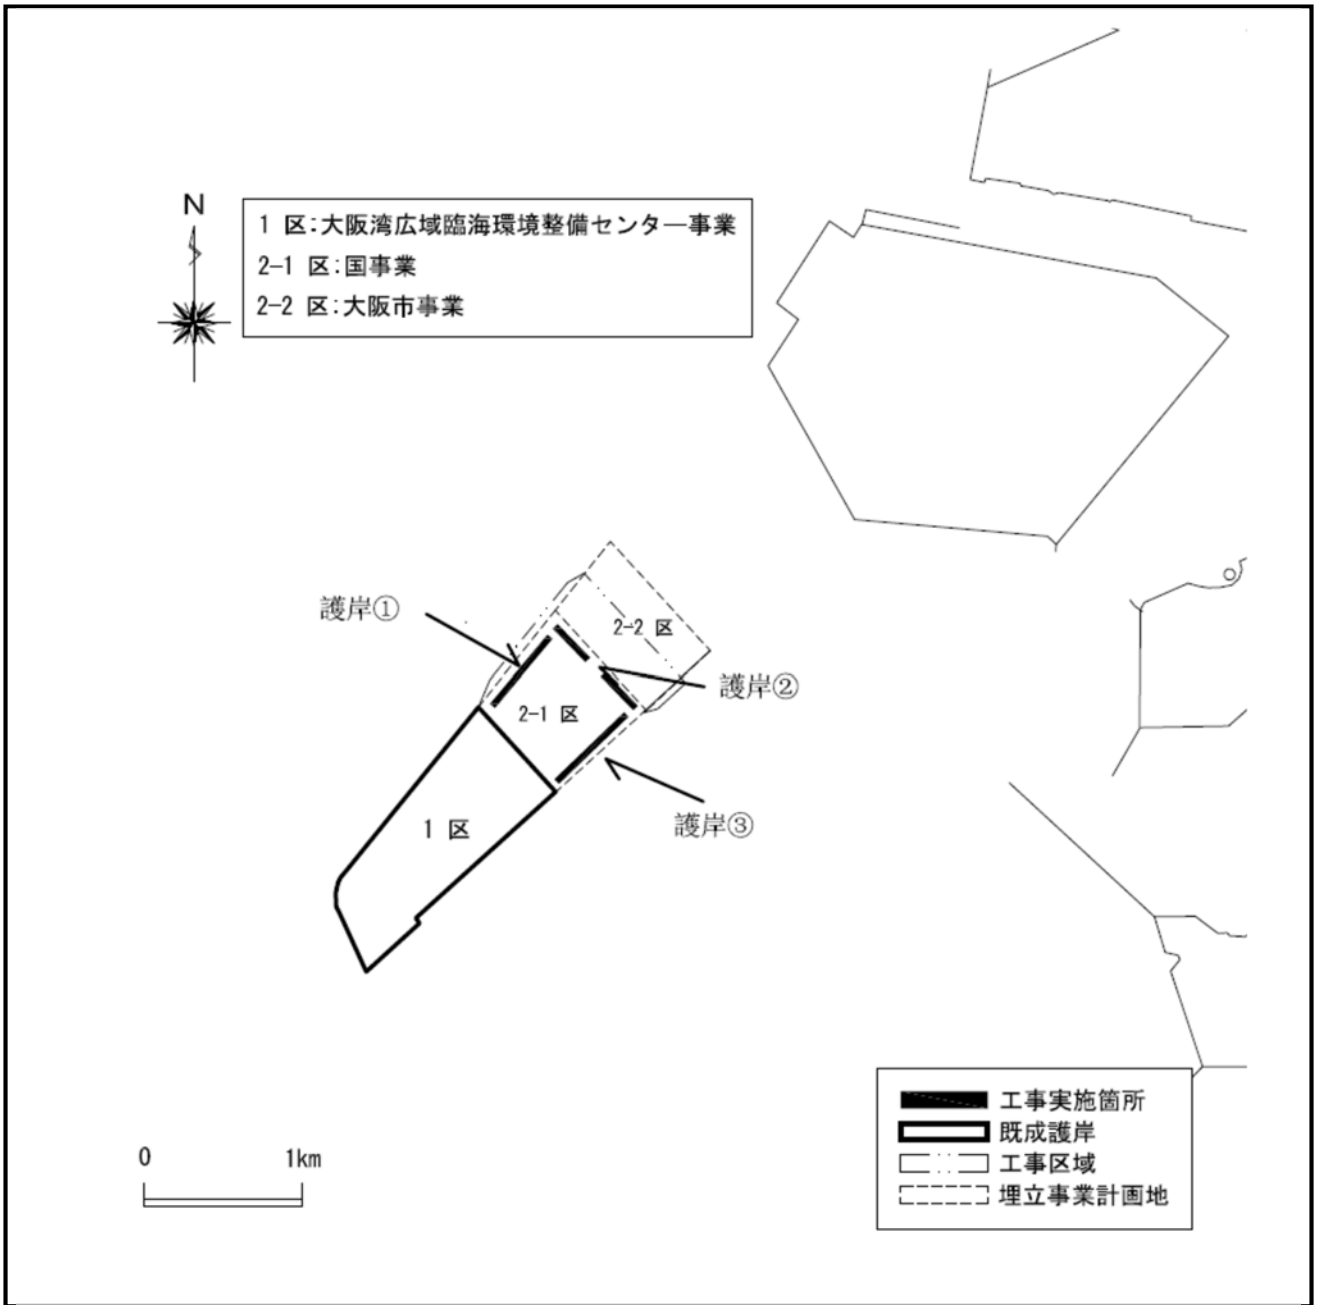 N
1 区:大阪湾広域臨海環境整備センター事業
2-1 区:国事業
2-2 区:大阪市事業
護岸①
2-2 区
護岸②
2-1 区
護岸③
1 区
0 1km
工事実施箇所
既成護岸
工事区域
埋立事業計画地